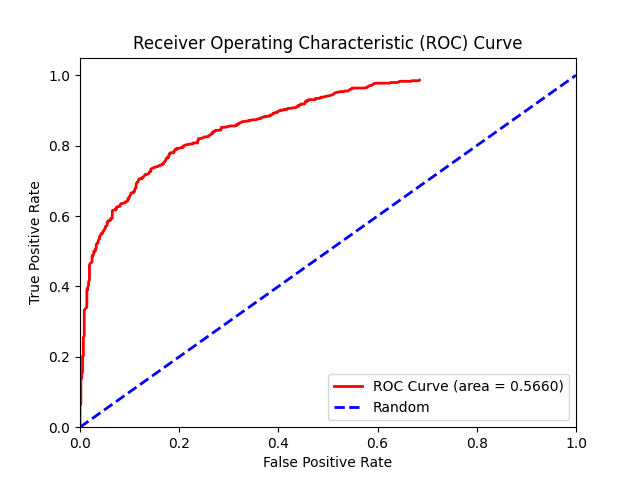 Receiver Operating Characteristic (ROC) Curve
True Positive Rate
1.0
0.8
0.6
0.4
0.2
0.0
0.0 0.2 0.4 0.6 0.8 1.0
False Positive Rate
ROC Curve (area = 0.5660)
Random